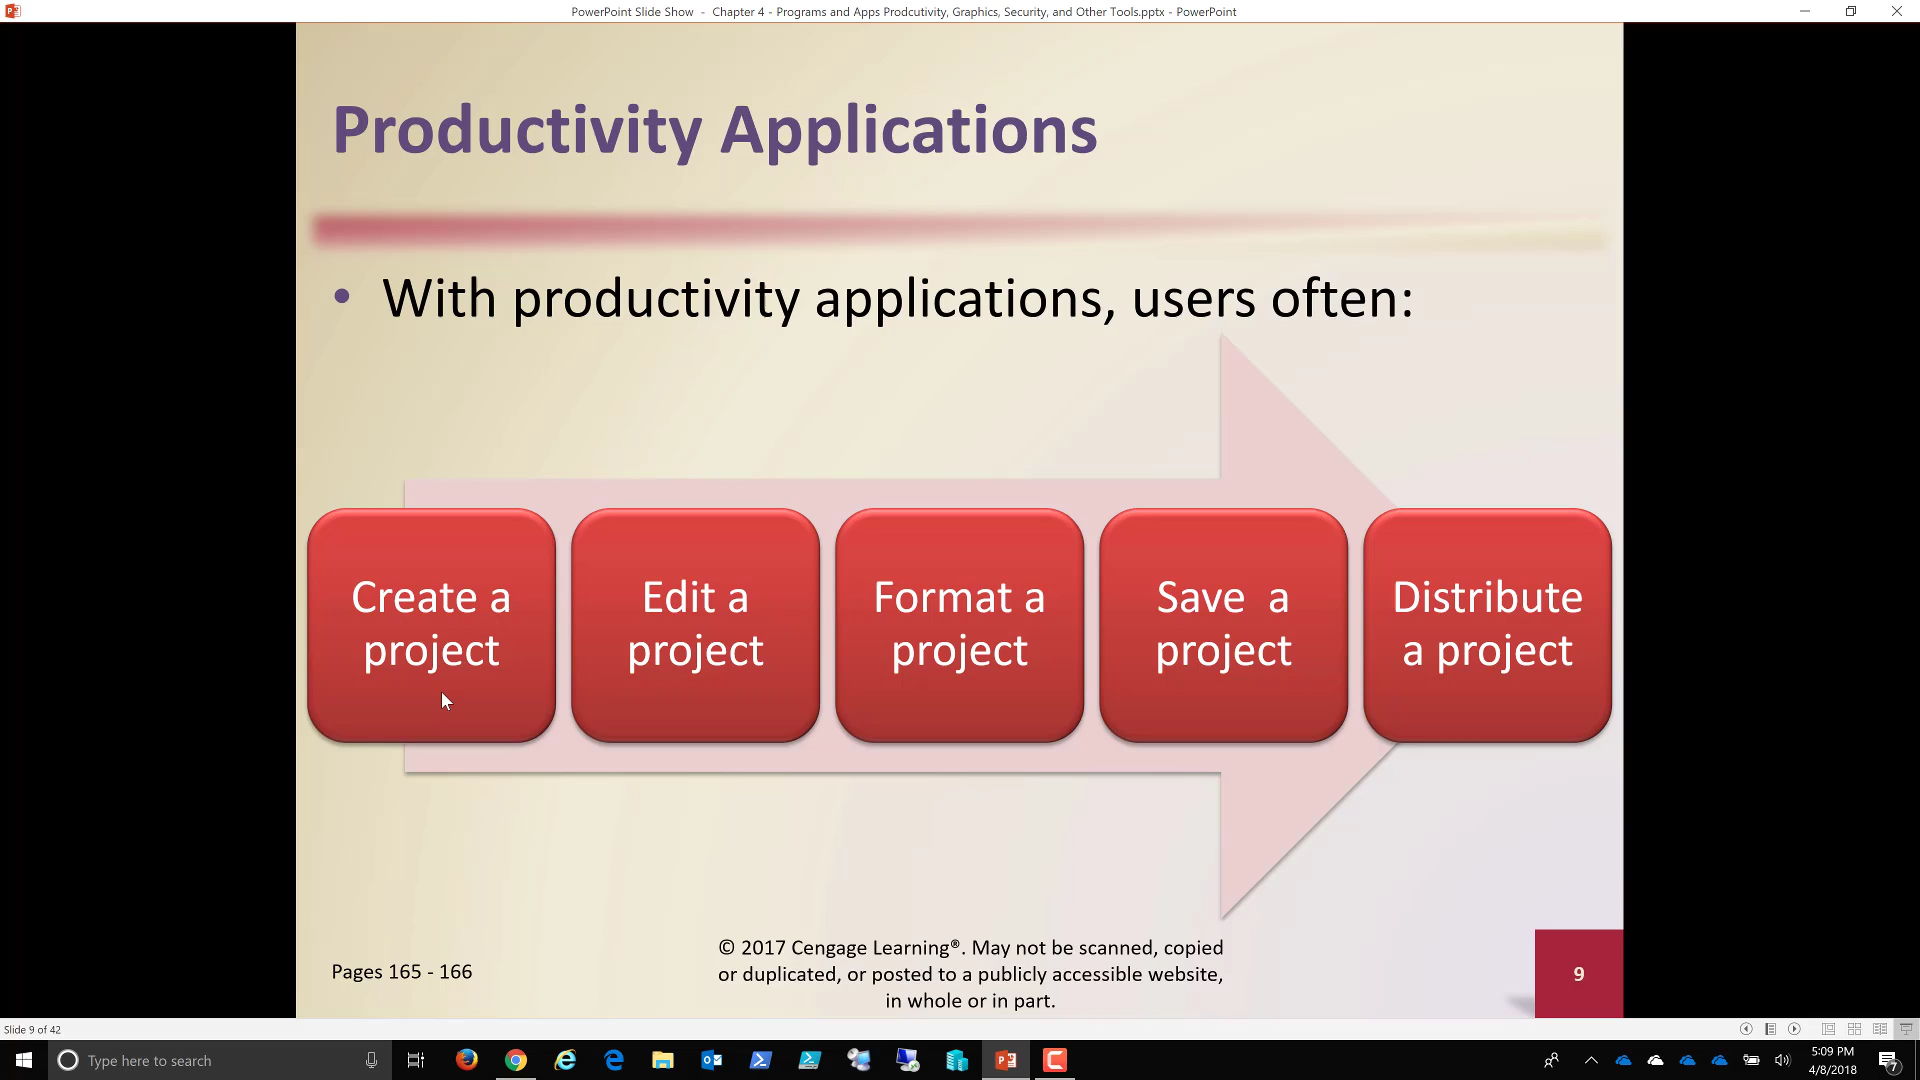 PowerPoint Slide Show - Chapter 4 - Programs and Apps Prodcutivity, Graphics, Security, and Other Tools.pptx - PowerPoint
Productivity Applications
• With productivity applications, users often:
Create a
project
Edit a
project
Format a
project
Save a
project
Distribute
a project
Pages 165 - 166
© 2017 Cengage Learning®. May not be scanned, copied
or duplicated, or posted to a publicly accessible website,
in whole or in part.
9
Slide 9 of 42
Type here to search
5:09 PM
4/8/2018
7